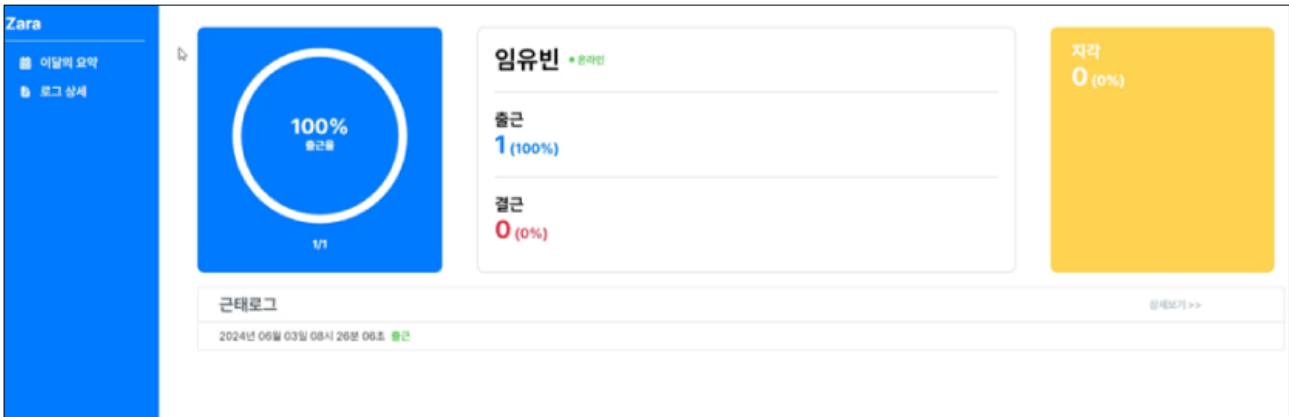 Zara
이달의 요약
로그 상세
100%
출근율
1/1
임유빈 • 온라인
출근
1 (100%)
결근
0 (0%)
지각
0 (0%)
근태로그
상세보기 >>
2024년 06월 03일 08시 26분 06초 출근